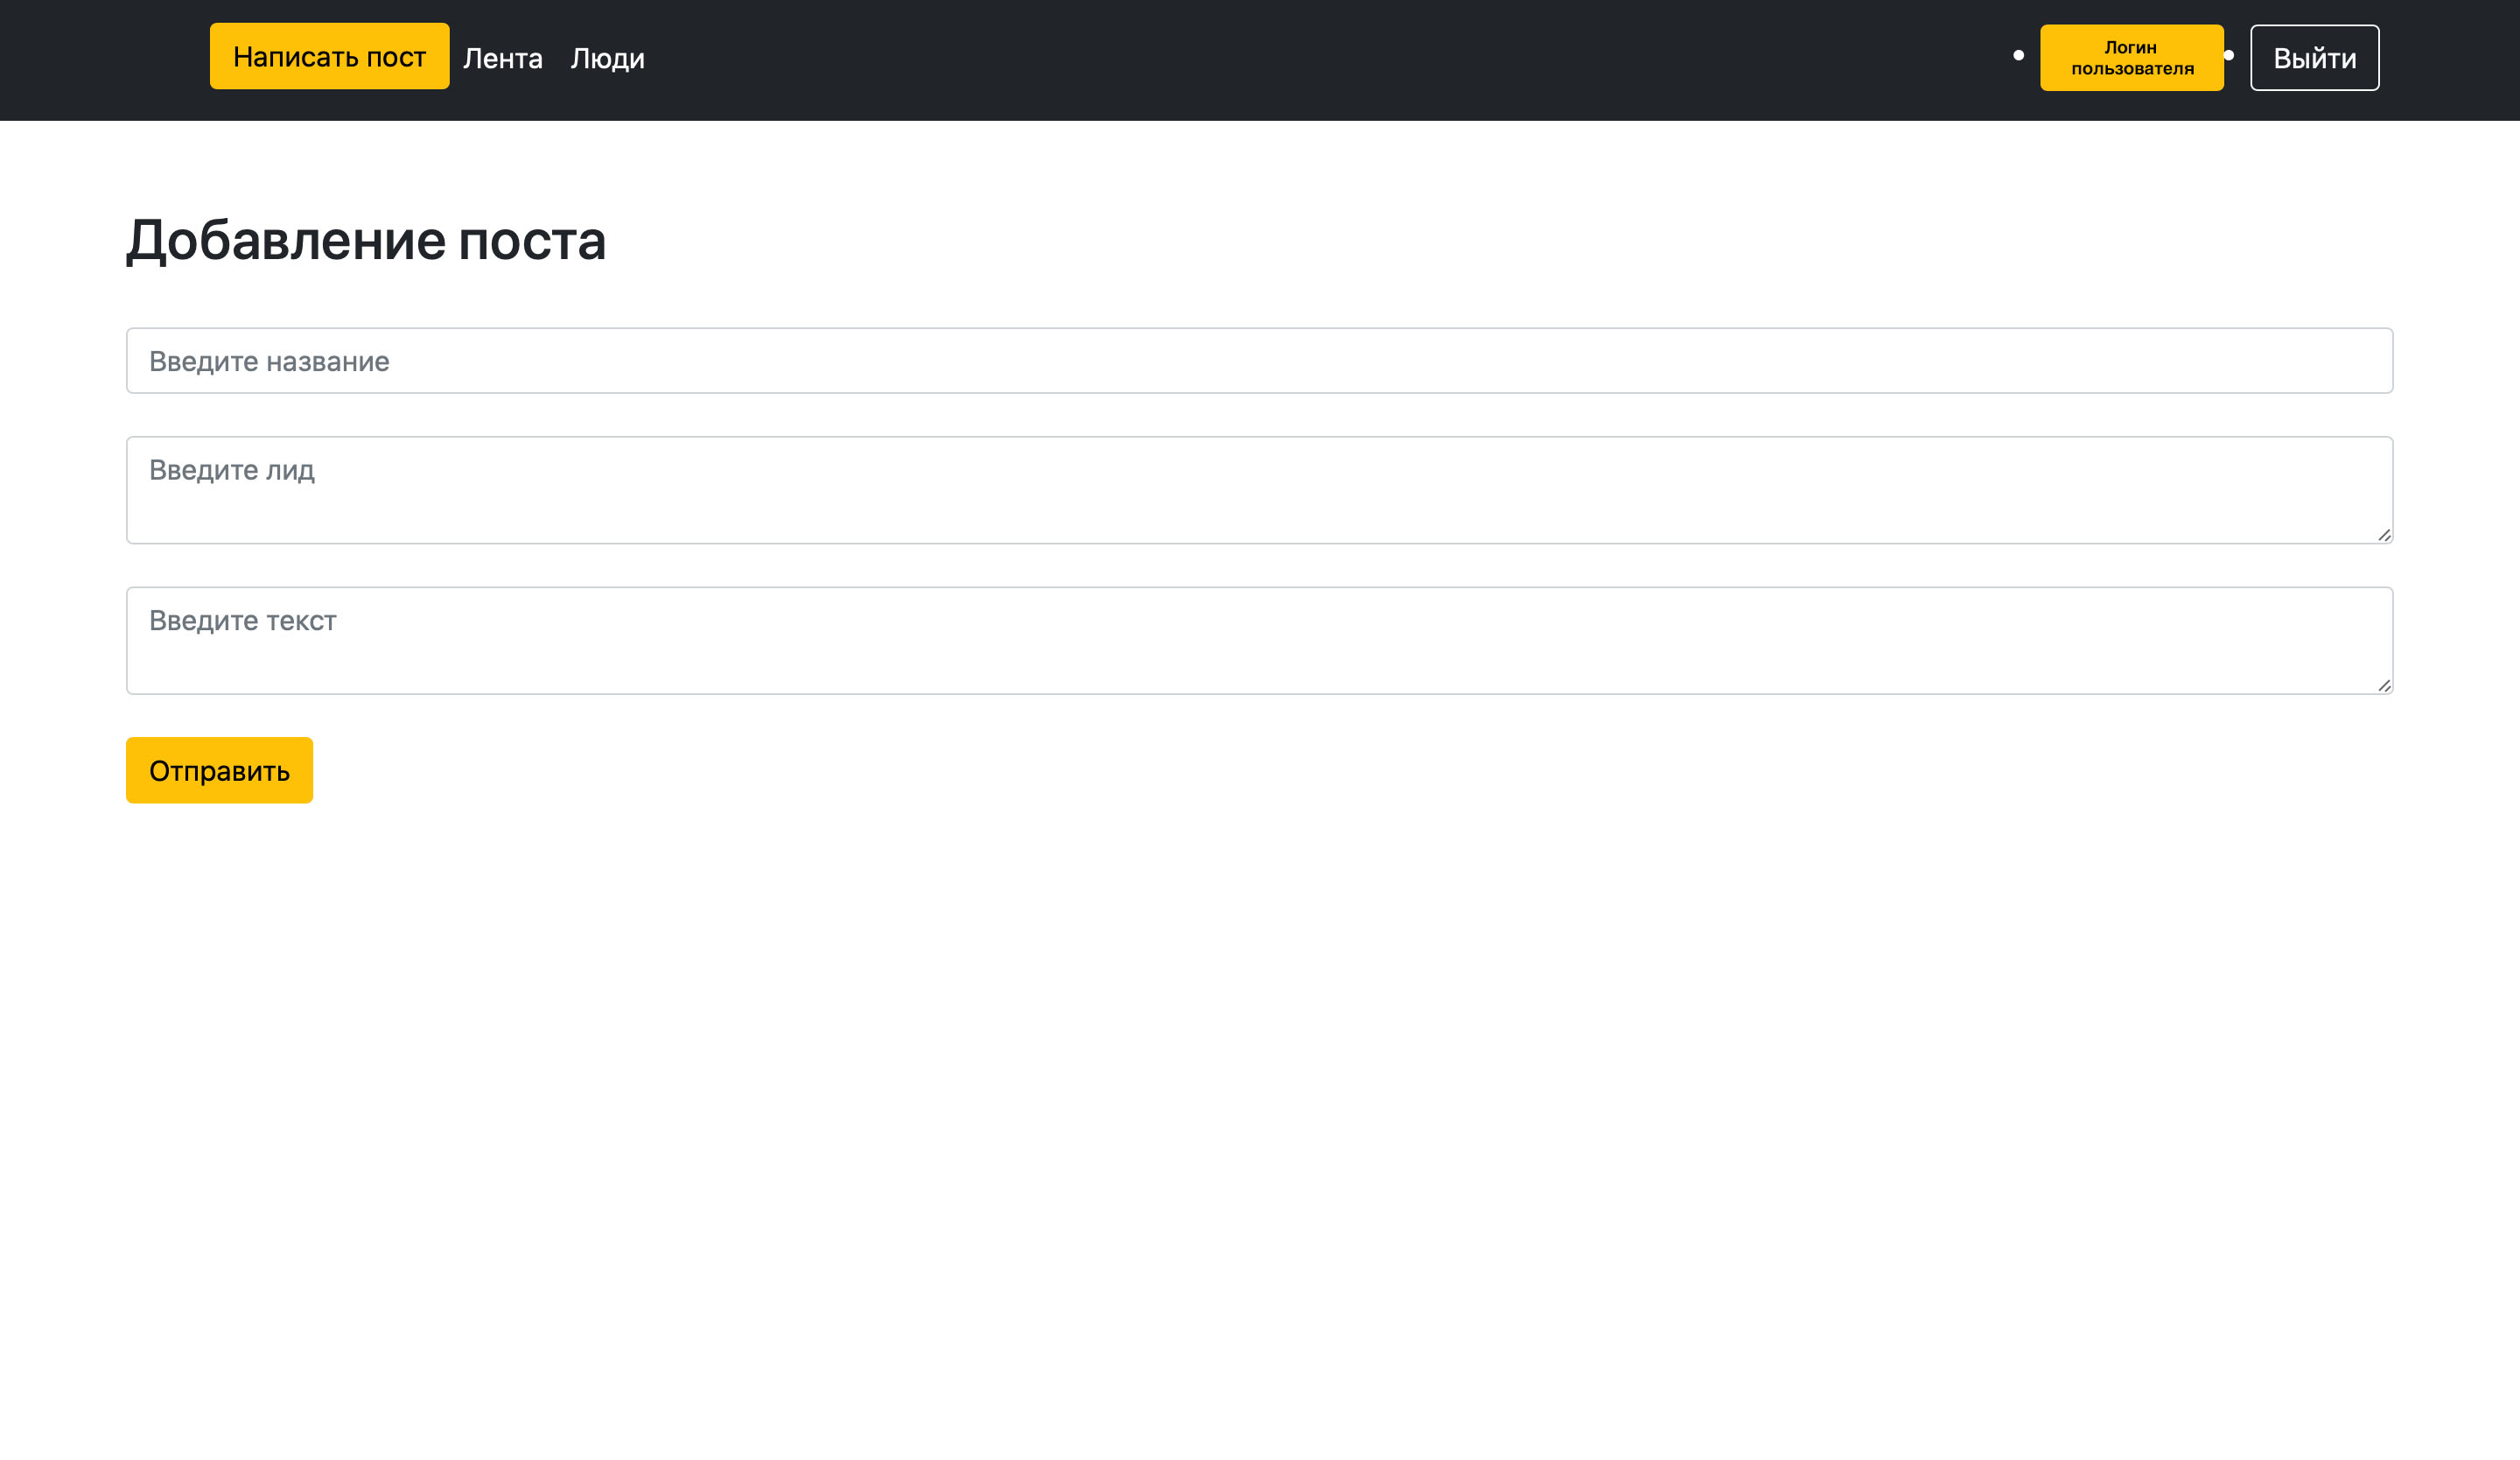 Написать пост Лента Люди
Логин
пользователя
Выйти
Добавление поста
Введите название
Введите лид
Введите текст
Отправить